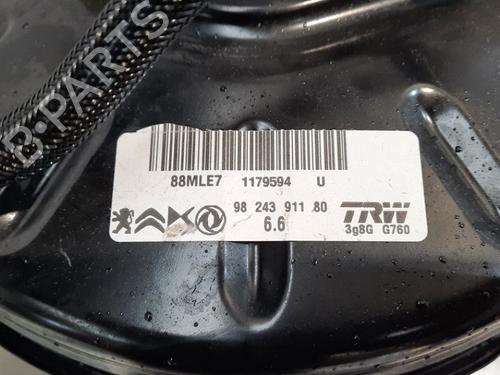 B-PARTS
88MLE7 1179594 U
98 243 911 80
6.6
TRW
3g8G G760